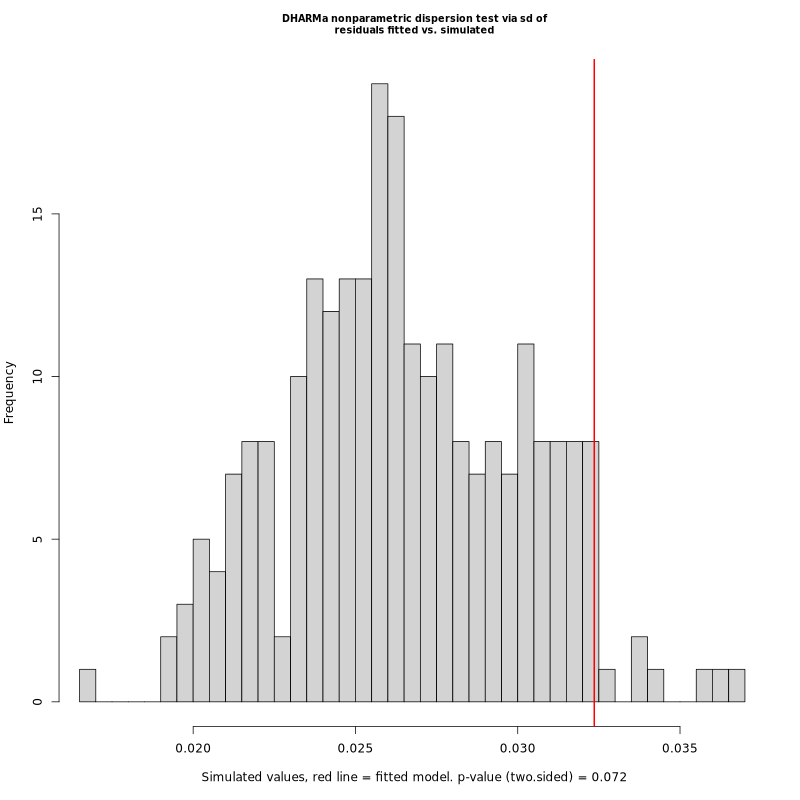 DHARMa nonparametric dispersion test via sd of
residuals fitted vs. simulated
Frequency
15
10
5
0
0.020 0.025 0.030 0.035
Simulated values, red line = fitted model. p-value (two.sided) = 0.072